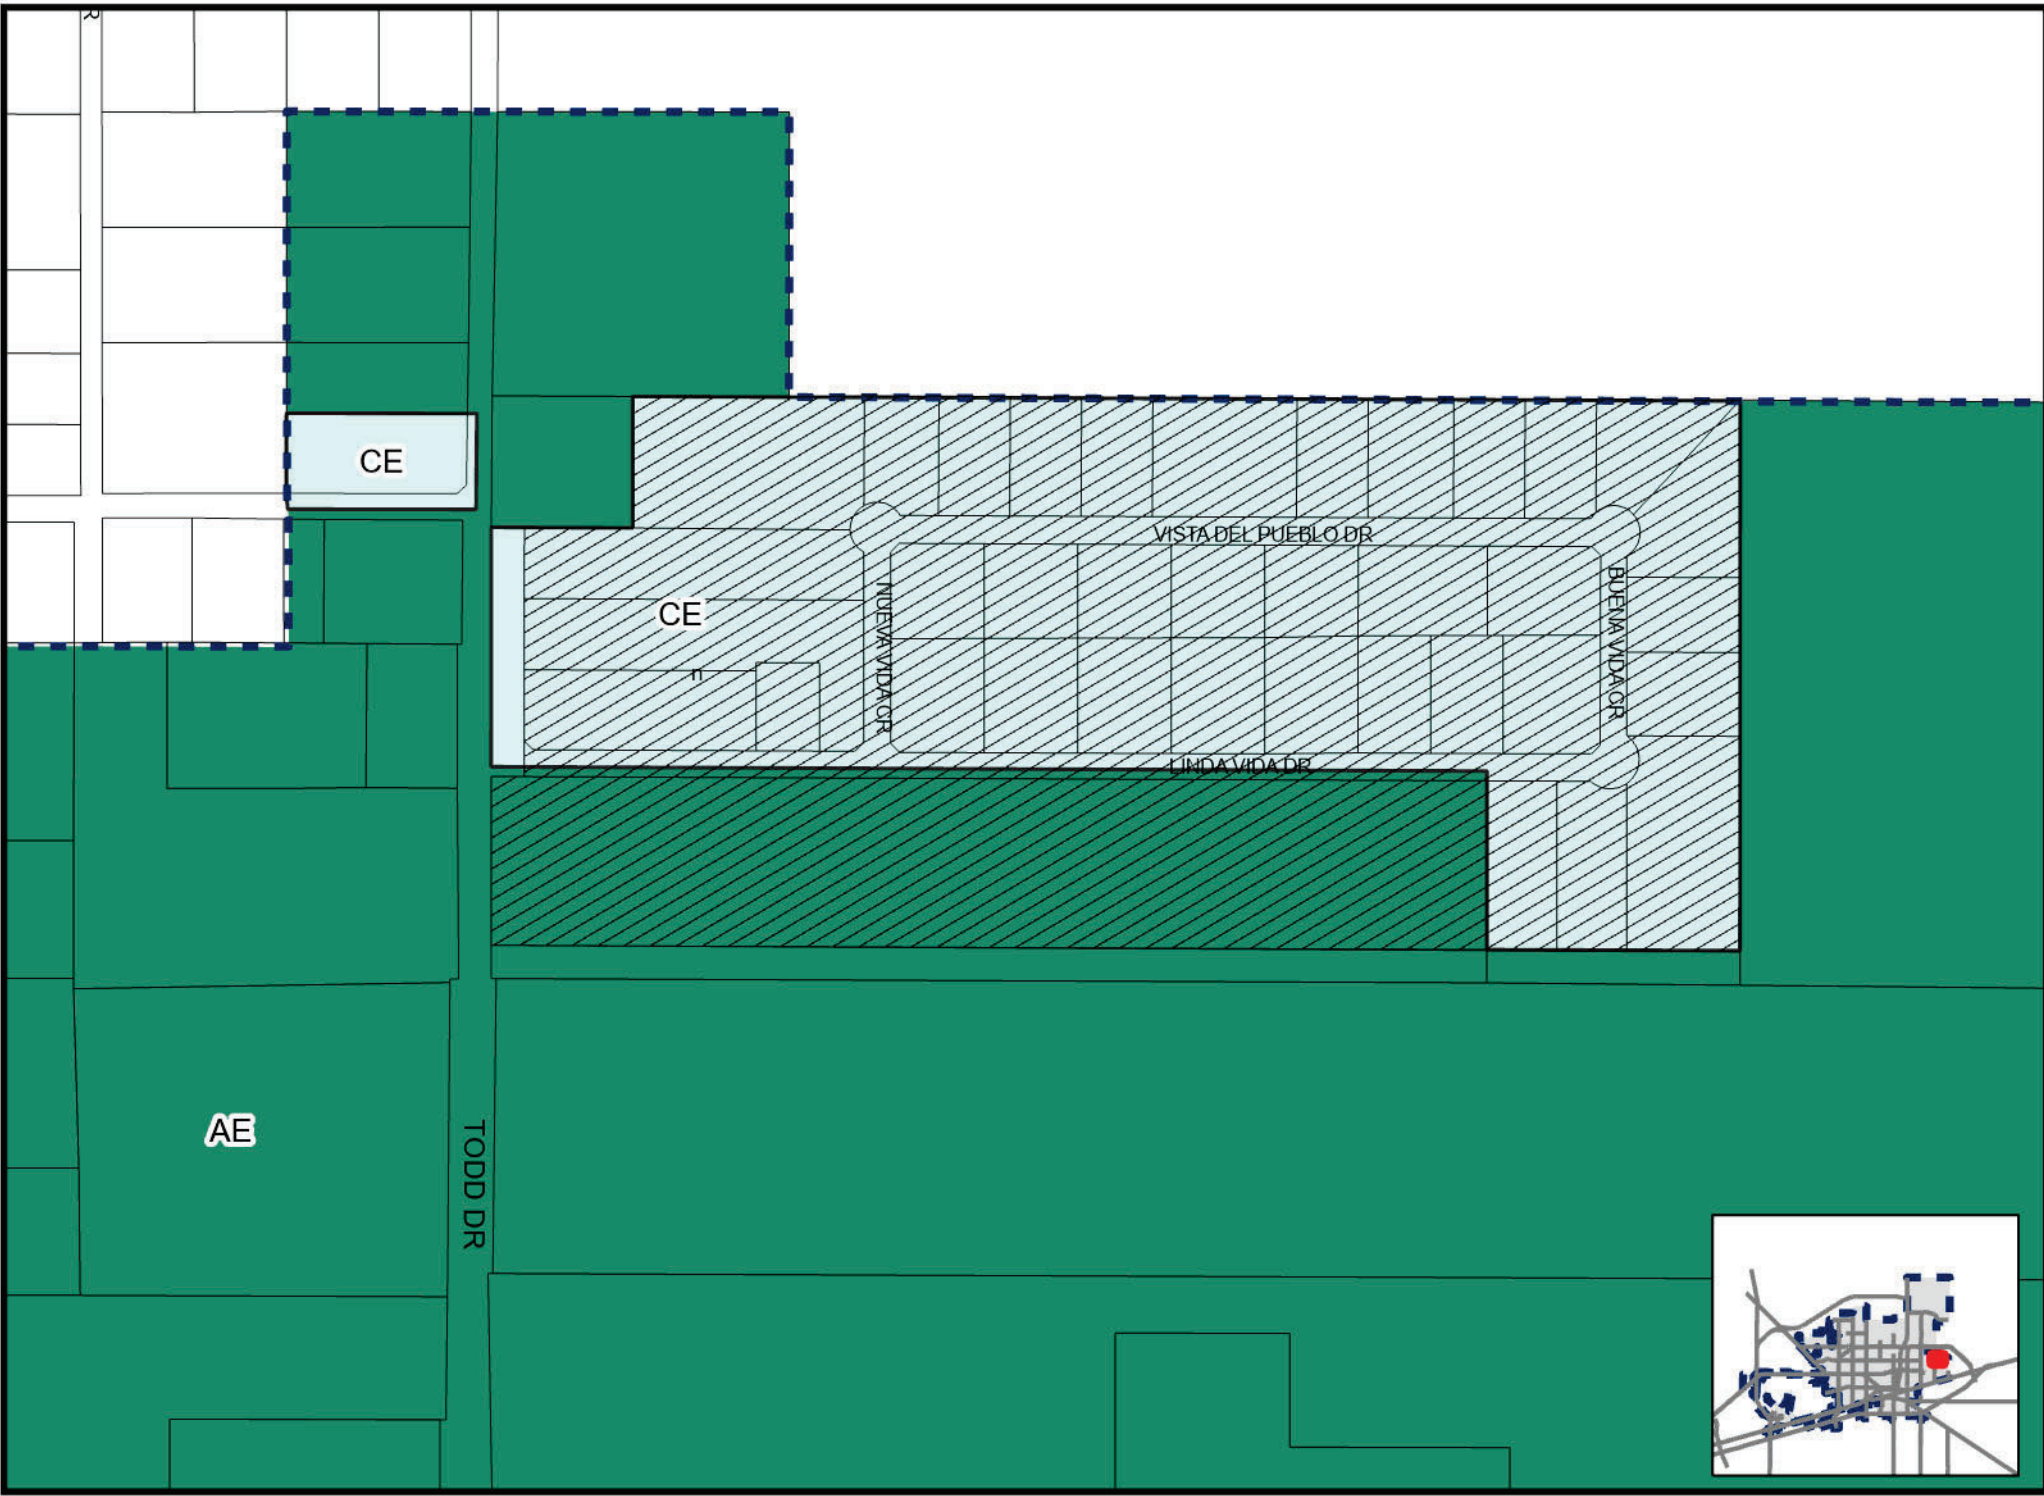 R
CE
VISTA DEL PUEBLO DR
CE
NUEVA VIDA CR
BUENA VIDA CR
n
LINDA VIDA DR
AE
TODD DR